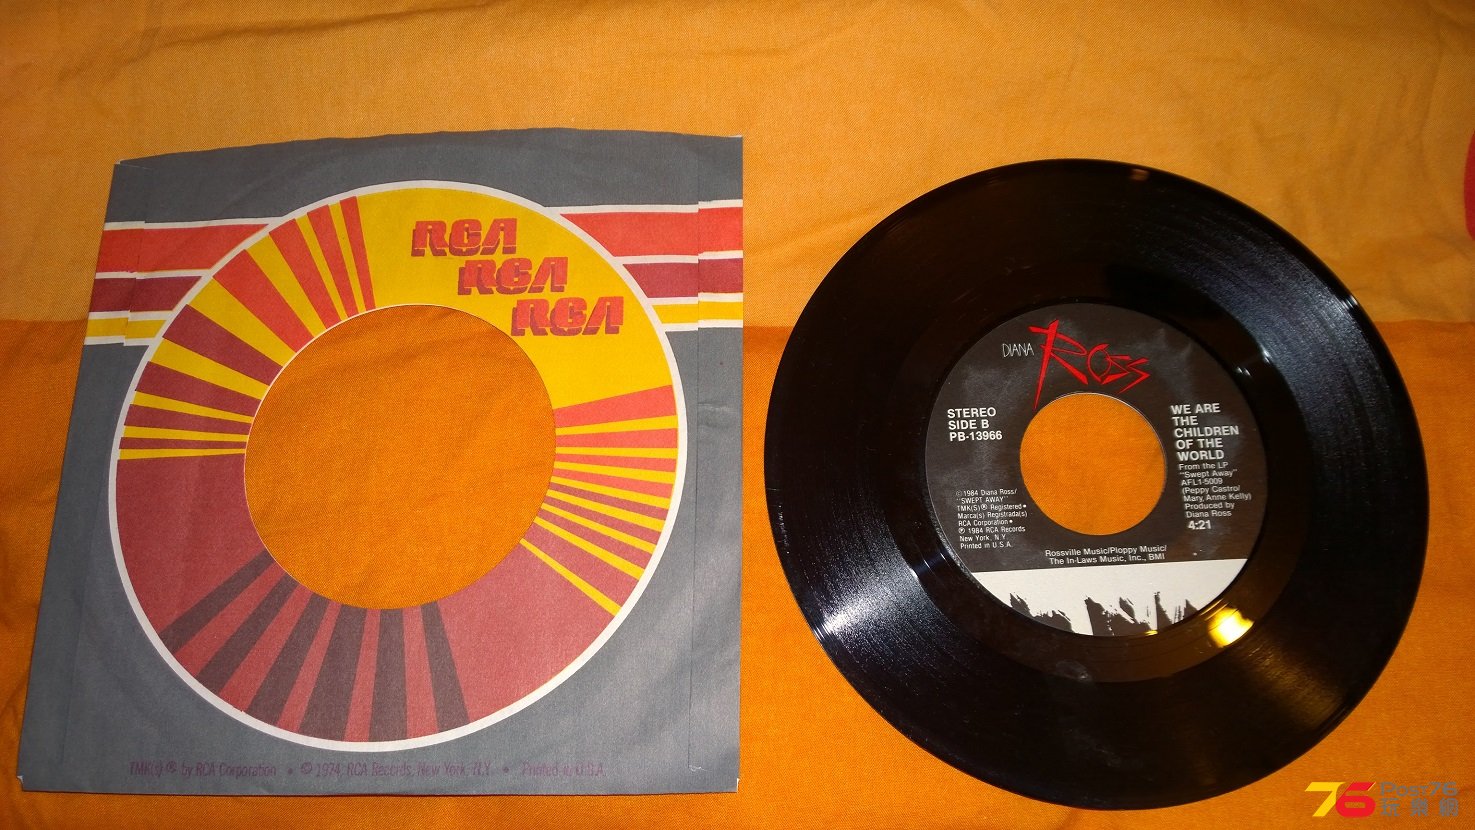 RCA
RCA
RCA
TMK(s) ® by RCA Corporation • © 1974, RCA Records, New York, N.Y. • Printed in U.S.A.
DIANA ROSS
STEREO
SIDE B
PB-13966
WE ARE
THE
CHILDREN
OF THE
WORLD
From the LP
"Swept Away"
AFL1-5009
(Peppy Castro/
Mary Anne Kelly)
Produced by
Diana Ross
4:21
©1984 Diana Ross/
"SWEPT AWAY"
TMK(S) ® Registered •
Marca(s) Registrada(s)
RCA Corporation •
℗ 1984 RCA Records
New York, N.Y.
Printed in U.S.A.
Rossville Music/Ploppy Music/
The In-Laws Music, Inc., BMI
76 Post76
玩樂網